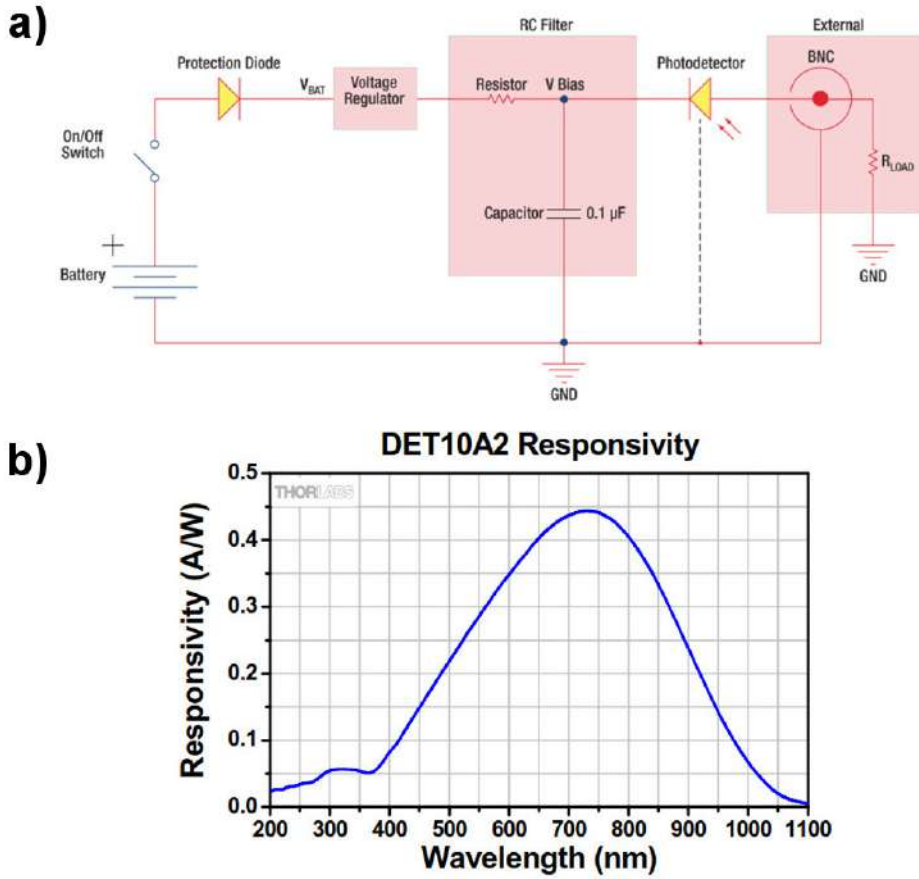 a)
RC Filter
External
Protection Diode
V_BAT
Voltage
Regulator
Resistor
V Bias
Photodetector
BNC
On/Off
Switch
R_LOAD
Capacitor
0.1 µF
+
Battery
GND
GND
b)
DET10A2 Responsivity
THORLABS
Responsivity (A/W)
0.5
0.4
0.3
0.2
0.1
0.0
200 300 400 500 600 700 800 900 1000 1100
Wavelength (nm)